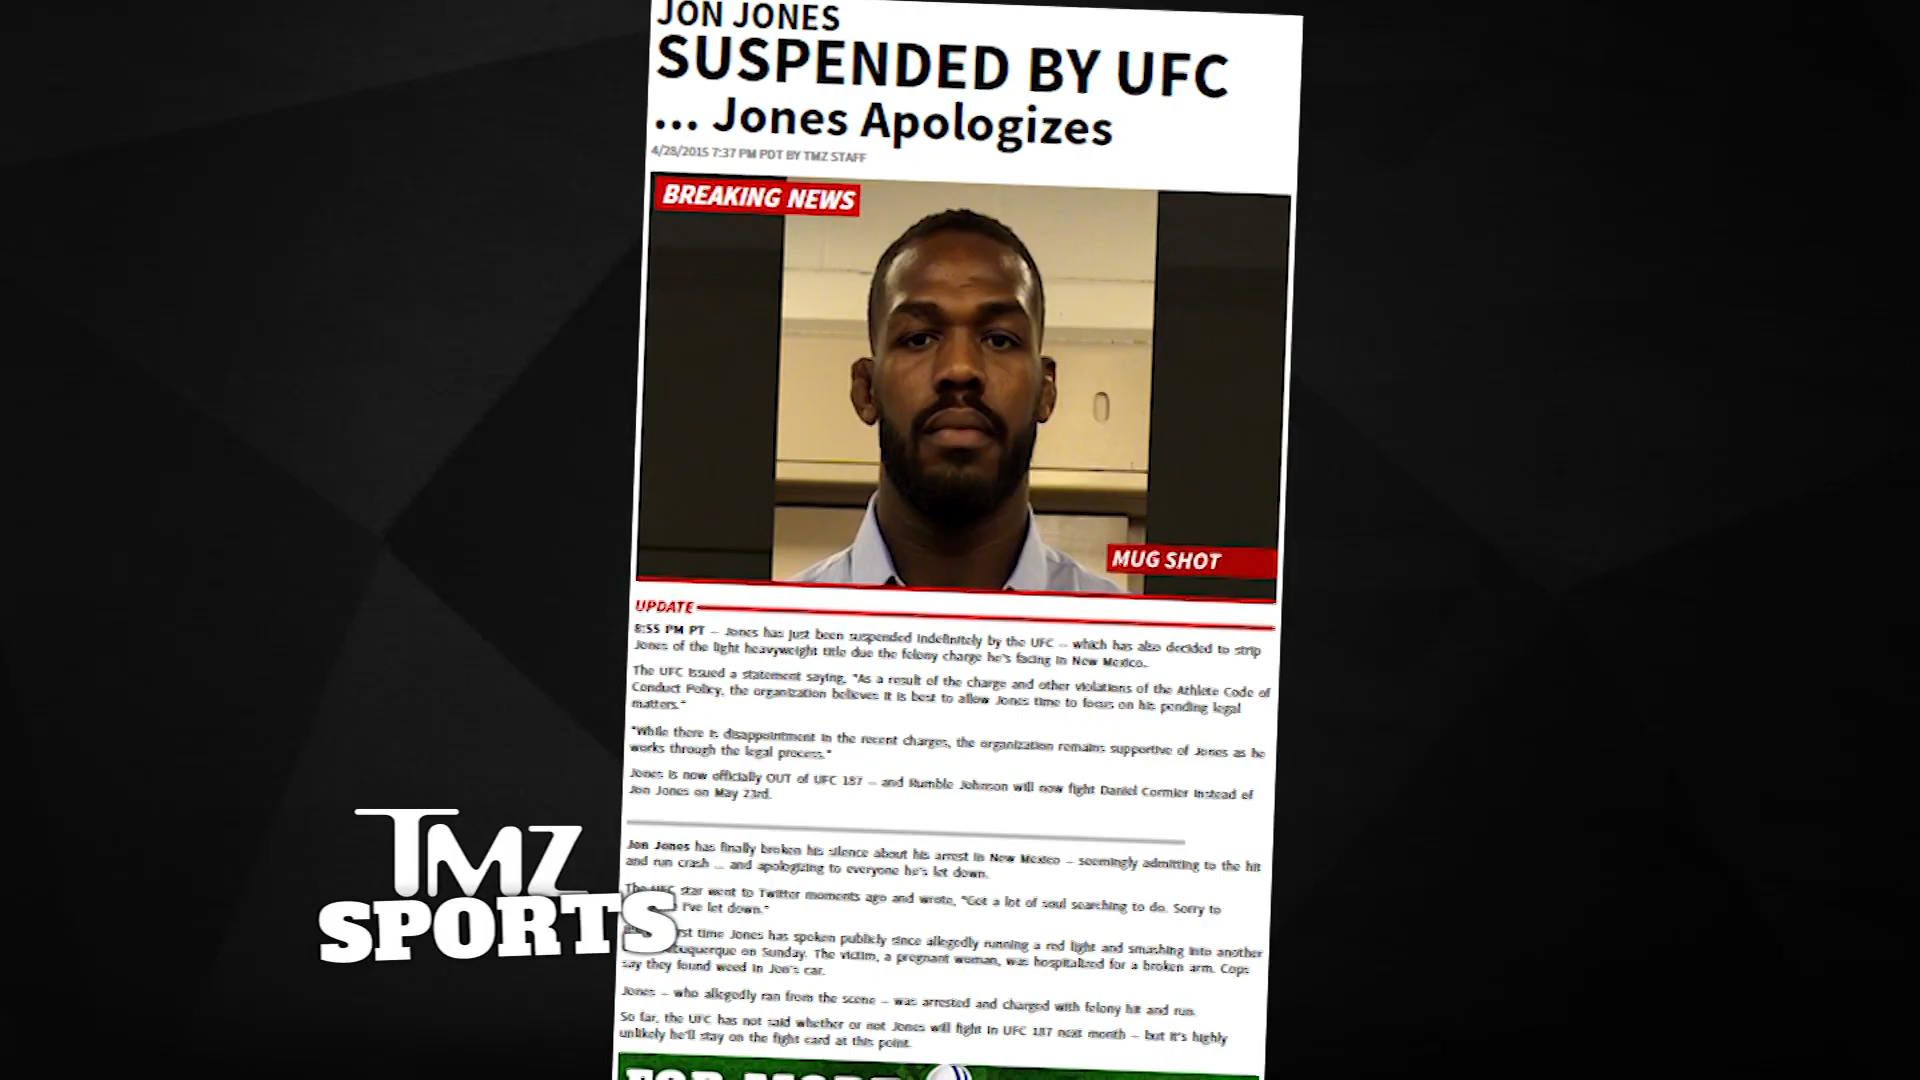 JON JONES
SUSPENDED BY UFC
... Jones Apologizes
4/28/2015 7:37 PM PDT BY TMZ STAFF
BREAKING NEWS
MUG SHOT
UPDATE
8:55 PM PT -- Jones has just been suspended indefinitely by the UFC -- which has also decided to strip
Jones of the light heavyweight title due the felony charge he's facing in New Mexico.
The UFC issued a statement saying, "As a result of the charge and other violations of the Athlete Code of
Conduct Policy, the organization believes it is best to allow Jones time to focus on his pending legal
matters."
"While there is disappointment in the recent charges, the organization remains supportive of Jones as he
works through the legal process."
Jones is now officially OUT of UFC 187 -- and Rumble Johnson will now fight Daniel Cormier instead of
Jon Jones on May 23rd.
Jon Jones has finally broken his silence about his arrest in New Mexico -- seemingly admitting to the hit
and run crash ... and apologizing to everyone he's let down.
The UFC star went to Twitter moments ago and wrote, "Got a lot of soul searching to do. Sorry to
I've let down."
time Jones has spoken publicly since allegedly running a red light and smashing into another
on Sunday. The victim, a pregnant woman, was hospitalized for a broken arm. Cops
say they found weed in Jon's car.
Jones -- who allegedly ran from the scene -- was arrested and charged with felony hit and run.
So far, the UFC has not said whether or not Jones will fight in UFC 187 next month -- but it's highly
unlikely he'll stay on the fight card at this point.
TMZ
SPORTS
FOR MORE